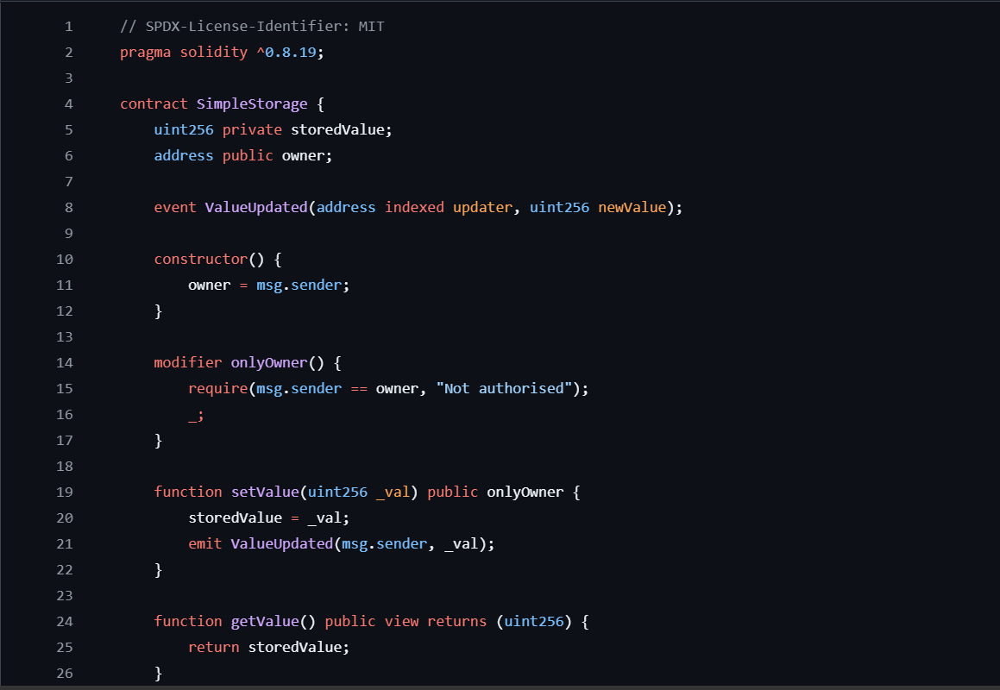 1 // SPDX-License-Identifier: MIT
2 pragma solidity ^0.8.19;
3
4 contract SimpleStorage {
5     uint256 private storedValue;
6     address public owner;
7
8     event ValueUpdated(address indexed updater, uint256 newValue);
9
10     constructor() {
11         owner = msg.sender;
12     }
13
14     modifier onlyOwner() {
15         require(msg.sender == owner, "Not authorised");
16         _;
17     }
18
19     function setValue(uint256 _val) public onlyOwner {
20         storedValue = _val;
21         emit ValueUpdated(msg.sender, _val);
22     }
23
24     function getValue() public view returns (uint256) {
25         return storedValue;
26     }